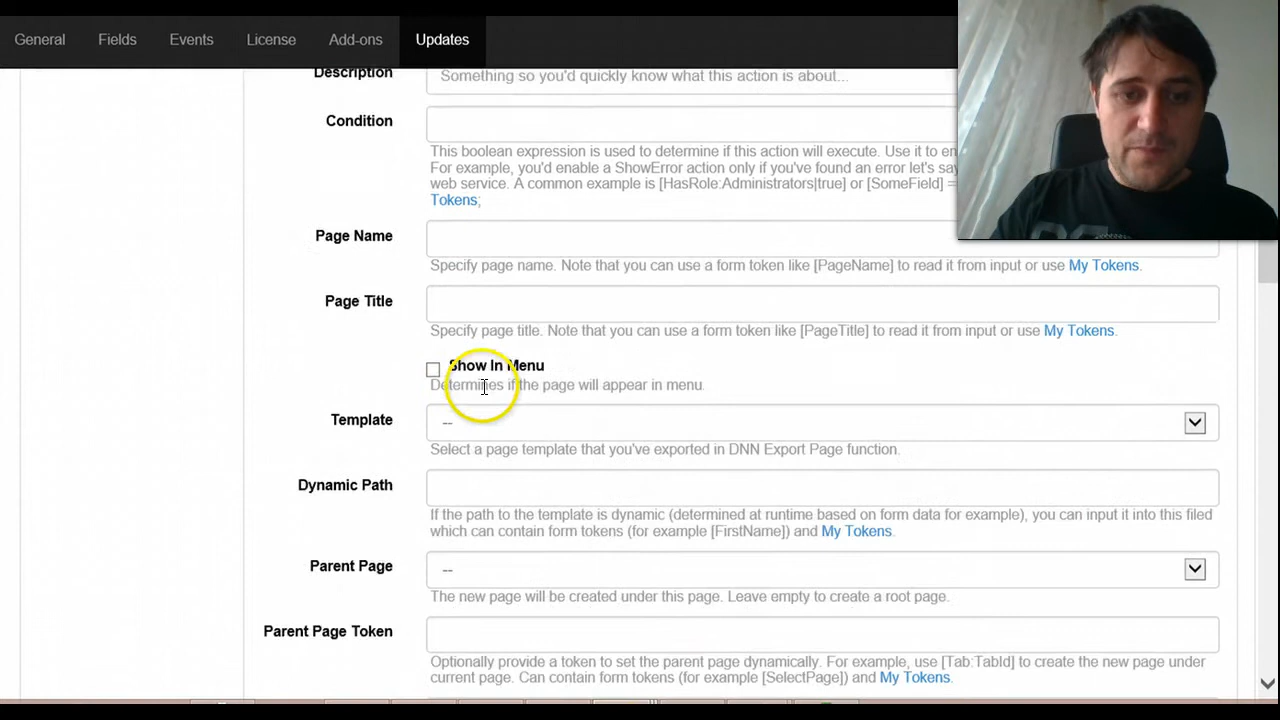 General Fields Events License Add-ons Updates
Description Something so you'd quickly know what this action is about...
Condition
This boolean expression is used to determine if this action will execute. Use it to en
For example, you'd enable a ShowError action only if you've found an error let's say
web service. A common example is [HasRole:Administrators|true] or [SomeField] =
Tokens;
Page Name
Specify page name. Note that you can use a form token like [PageName] to read it from input or use My Tokens.
Page Title
Specify page title. Note that you can use a form token like [PageTitle] to read it from input or use My Tokens.
Show In Menu
Determines if the page will appear in menu.
Template --
Select a page template that you've exported in DNN Export Page function.
Dynamic Path
If the path to the template is dynamic (determined at runtime based on form data for example), you can input it into this filed
which can contain form tokens (for example [FirstName]) and My Tokens.
Parent Page --
The new page will be created under this page. Leave empty to create a root page.
Parent Page Token
Optionally provide a token to set the parent page dynamically. For example, use [Tab:TabId] to create the new page under
current page. Can contain form tokens (for example [SelectPage]) and My Tokens.